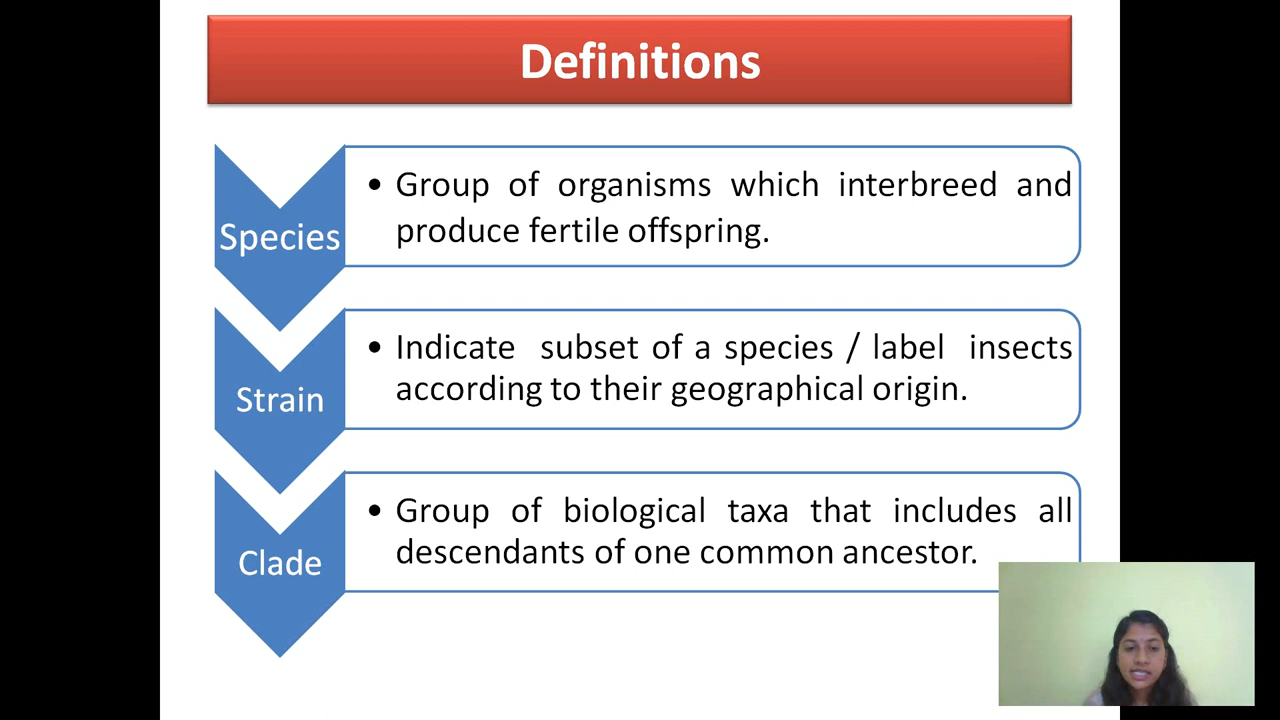 Definitions
Species
• Group of organisms which interbreed and
produce fertile offspring.
Strain
• Indicate subset of a species / label insects
according to their geographical origin.
Clade
• Group of biological taxa that includes all
descendants of one common ancestor.